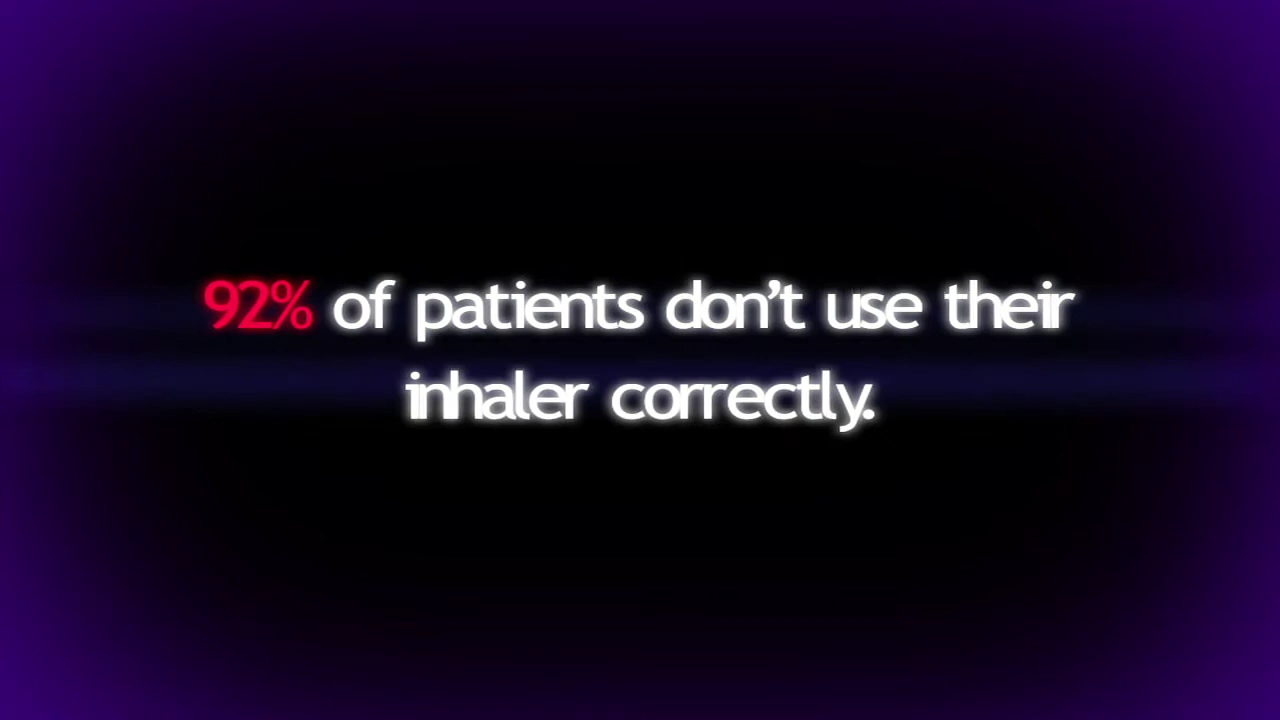 92% of patients don’t use their
inhaler correctly.